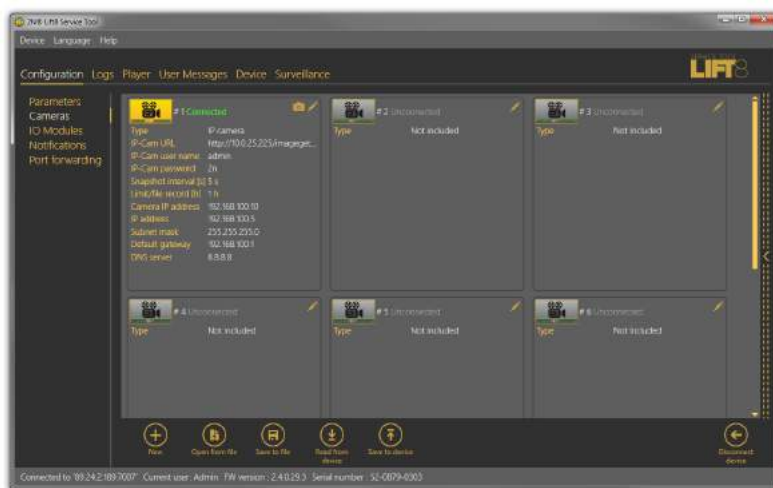 2N® Lift8 Service Tool
Device Language Help
Configuration Logs Player User Messages Device Surveillance
LIFT8
Parameters
Cameras
IO Modules
Notifications
Port forwarding
# 1 Connected
Type IP camera
IP-Cam URL http://10.0.25.225/imageget...
IP-Cam user name admin
IP-Cam password 2n
Snapshot interval [s] 5 s
Limit/file record [h] 1 h
Camera IP address 192.168.100.10
IP address 192.168.100.5
Subnet mask 255.255.255.0
Default gateway 192.168.100.1
DNS server 8.8.8.8
# 2 Unconnected
Type Not included
# 3 Unconnected
Type Not included
# 4 Unconnected
Type Not included
# 5 Unconnected
Type Not included
# 6 Unconnected
Type Not included
New
Open from file
Save to file
Read from device
Save to device
Disconnect device
Connected to '89.24.2.189:7007' Current user : Admin FW version : 2.4.0.29.3 Serial number : 52-0879-0303